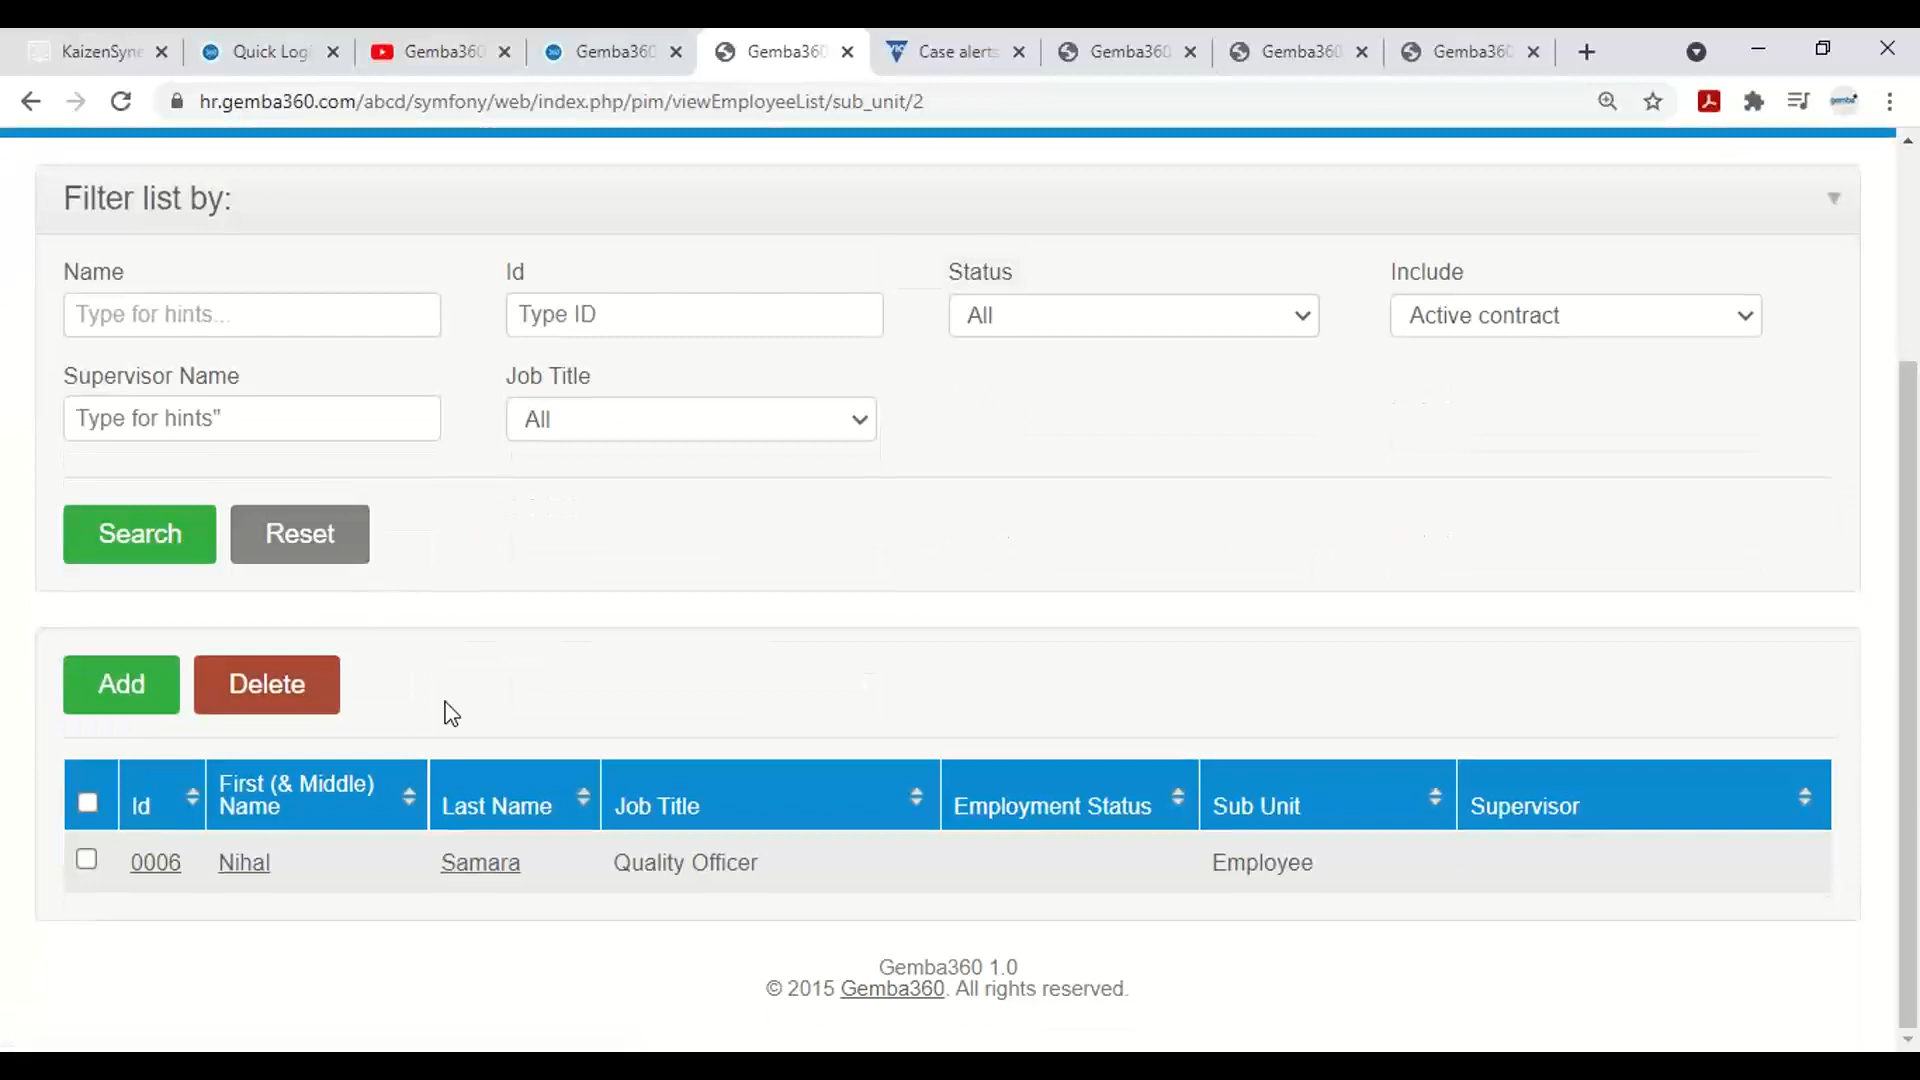 KaizenSyne
Quick Logi
Gemba360
Gemba360
Gemba360
VIC
Case alerts
Gemba360
Gemba360
Gemba360
hr.gemba360.com/abcd/symfony/web/index.php/pim/viewEmployeeList/sub_unit/2
Filter list by:
Name Id Status Include
Type for hints... Type ID All Active contract
Supervisor Name Job Title
Type for hints" All
Search Reset
Add Delete
Id First (& Middle) Name Last Name Job Title Employment Status Sub Unit Supervisor
0006 Nihal Samara Quality Officer Employee
Gemba360 1.0
© 2015 Gemba360. All rights reserved.